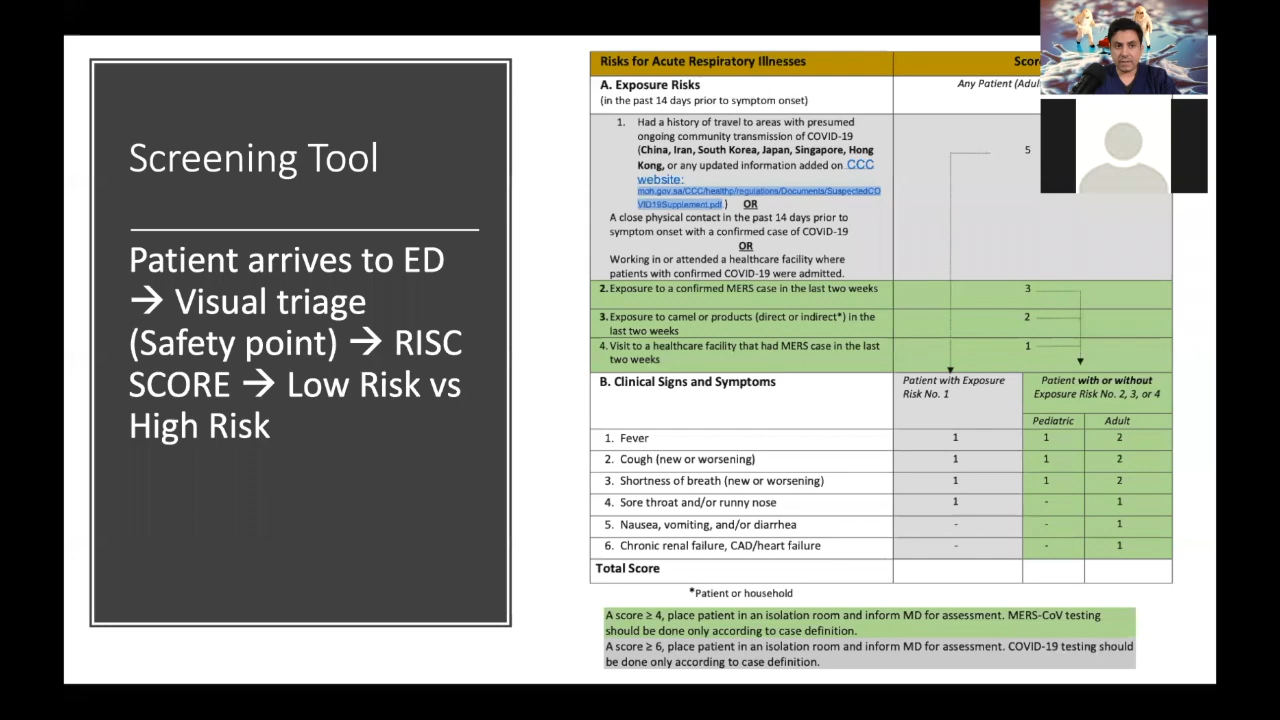 Screening Tool
Patient arrives to ED
→ Visual triage
(Safety point) → RISC
SCORE → Low Risk vs
High Risk
Risks for Acute Respiratory Illnesses
A. Exposure Risks
Any Patient
(in the past 14 days prior to symptom onset)
1. Had a history of travel to areas with presumed
ongoing community transmission of COVID-19
(China, Iran, South Korea, Japan, Singapore, Hong
5
Kong, or any updated information added on CCC
website:
moh.gov.sa/CCC/healthp/regulations/Documents/SuspectedCO
VID19Supplement.pdf ) OR
A close physical contact in the past 14 days prior to
symptom onset with a confirmed case of COVID-19
OR
Working in or attended a healthcare facility where
patients with confirmed COVID-19 were admitted.
2. Exposure to a confirmed MERS case in the last two weeks 3
3. Exposure to camel or products (direct or indirect*) in the 2
last two weeks
4. Visit to a healthcare facility that had MERS case in the last 1
two weeks
B. Clinical Signs and Symptoms
Patient with Exposure
Risk No. 1
Patient with or without
Exposure Risk No. 2, 3, or 4
Pediatric Adult
1. Fever 1 1 2
2. Cough (new or worsening) 1 1 2
3. Shortness of breath (new or worsening) 1 1 2
4. Sore throat and/or runny nose 1 - 1
5. Nausea, vomiting, and/or diarrhea - - 1
6. Chronic renal failure, CAD/heart failure - - 1
Total Score
*Patient or household
A score ≥ 4, place patient in an isolation room and inform MD for assessment. MERS-CoV testing
should be done only according to case definition.
A score ≥ 6, place patient in an isolation room and inform MD for assessment. COVID-19 testing should
be done only according to case definition.